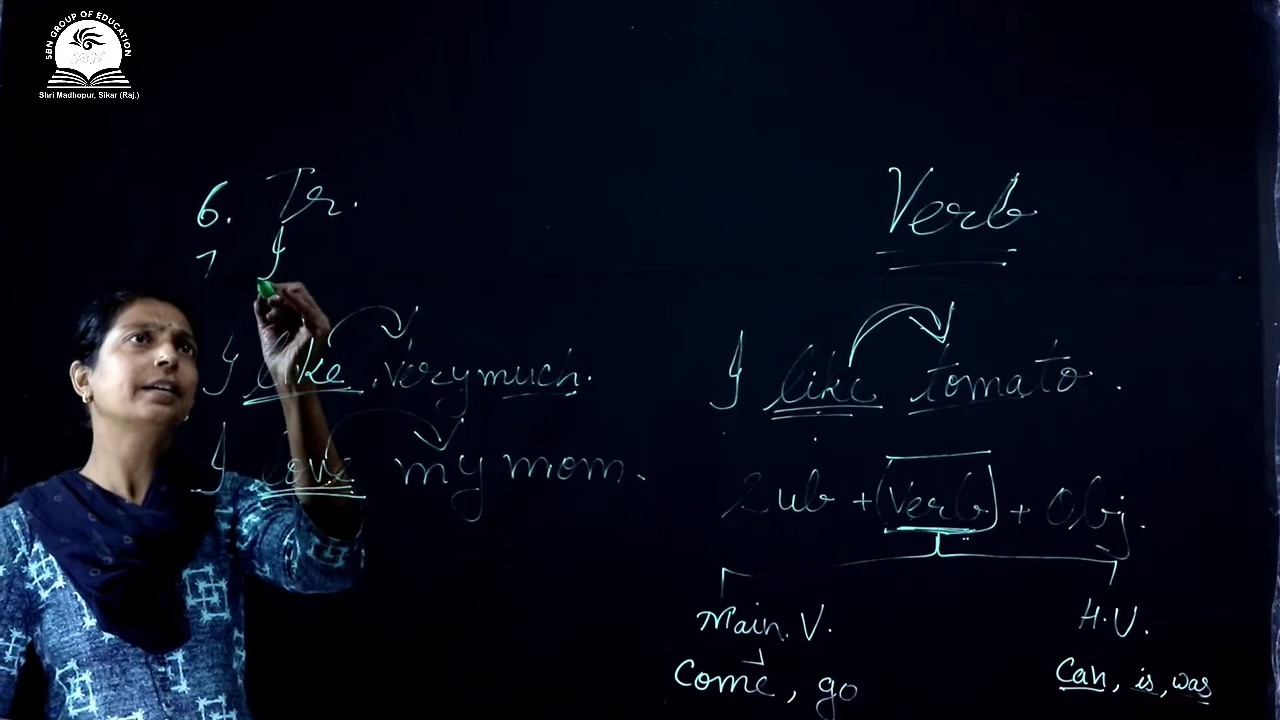 SBN GROUP OF EDUCATION
Shri Madhopur, Sikar (Raj.)
6. Tr.
7 I
I like very much.
I love my mom.
Verb
I like tomato.
Sub + (Verb) + Obj.
Main. V.
Come, go
H.V.
Can, is, was